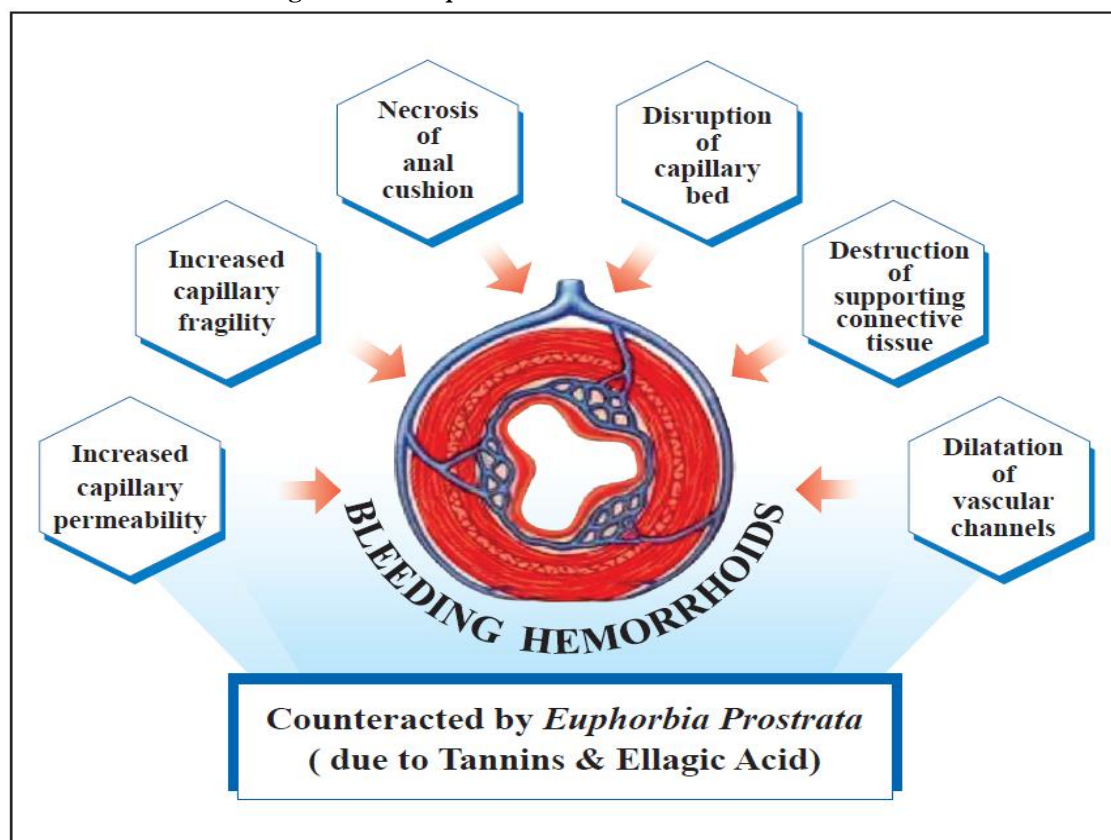 Necrosis
of
anal
cushion
Disruption
of
capillary
bed
Increased
capillary
fragility
Destruction
of
supporting
connective
tissue
Increased
capillary
permeability
Dilatation
of
vascular
channels
BLEEDING HEMORRHOIDS
Counteracted by Euphorbia Prostrata
( due to Tannins & Ellagic Acid)